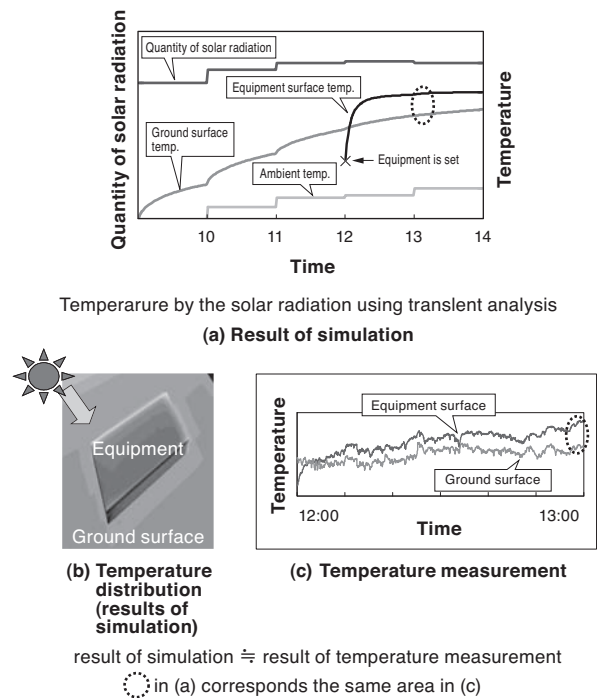 Quantity of solar radiation
Quantity of solar radiation
Equipment surface temp.
Ground surface
temp.
Ambient temp.
Equipment is set
Temperature
10 11 12 13 14
Time
Temperarure by the solar radiation using translent analysis
(a) Result of simulation
Equipment
Ground surface
(b) Temperature
distribution
(results of
simulation)
Temperature
Equipment surface
Ground surface
12:00 13:00
Time
(c) Temperature measurement
result of simulation ≒ result of temperature measurement
in (a) corresponds the same area in (c)